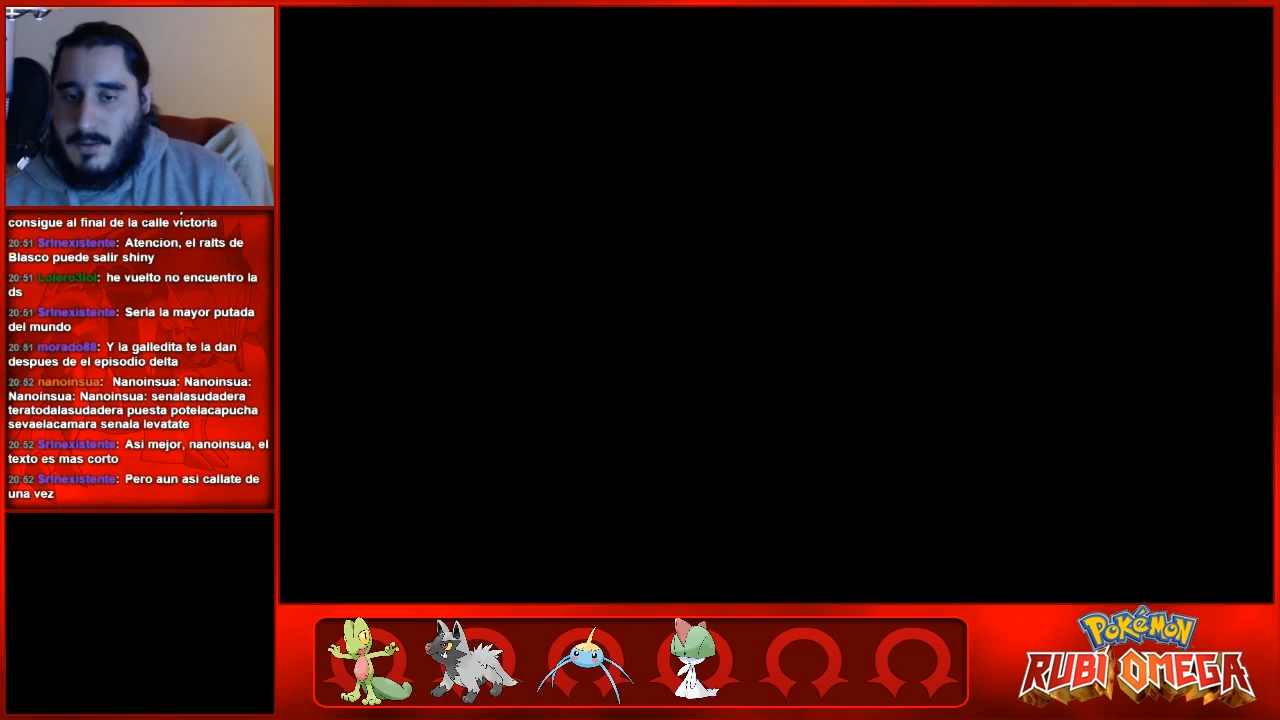 consigue al final de la calle victoria
20:51 SrInexistente: Atencion, el ralts de
Blasco puede salir shiny
20:51 Lolero3lol: he vuelto no encuentro la
ds
20:51 SrInexistente: Seria la mayor putada
del mundo
20:51 morado88: Y la galledita te la dan
despues de el episodio delta
20:52 nanoinsua: Nanoinsua: Nanoinsua:
Nanoinsua: Nanoinsua: senalasudadera
teratodalasudadera puesta potelacapucha
sevaelacamara senala levatate
20:52 SrInexistente: Asi mejor, nanoinsua, el
texto es mas corto
20:52 SrInexistente: Pero aun asi callate de
una vez
POKéMON
RUBI OMEGA